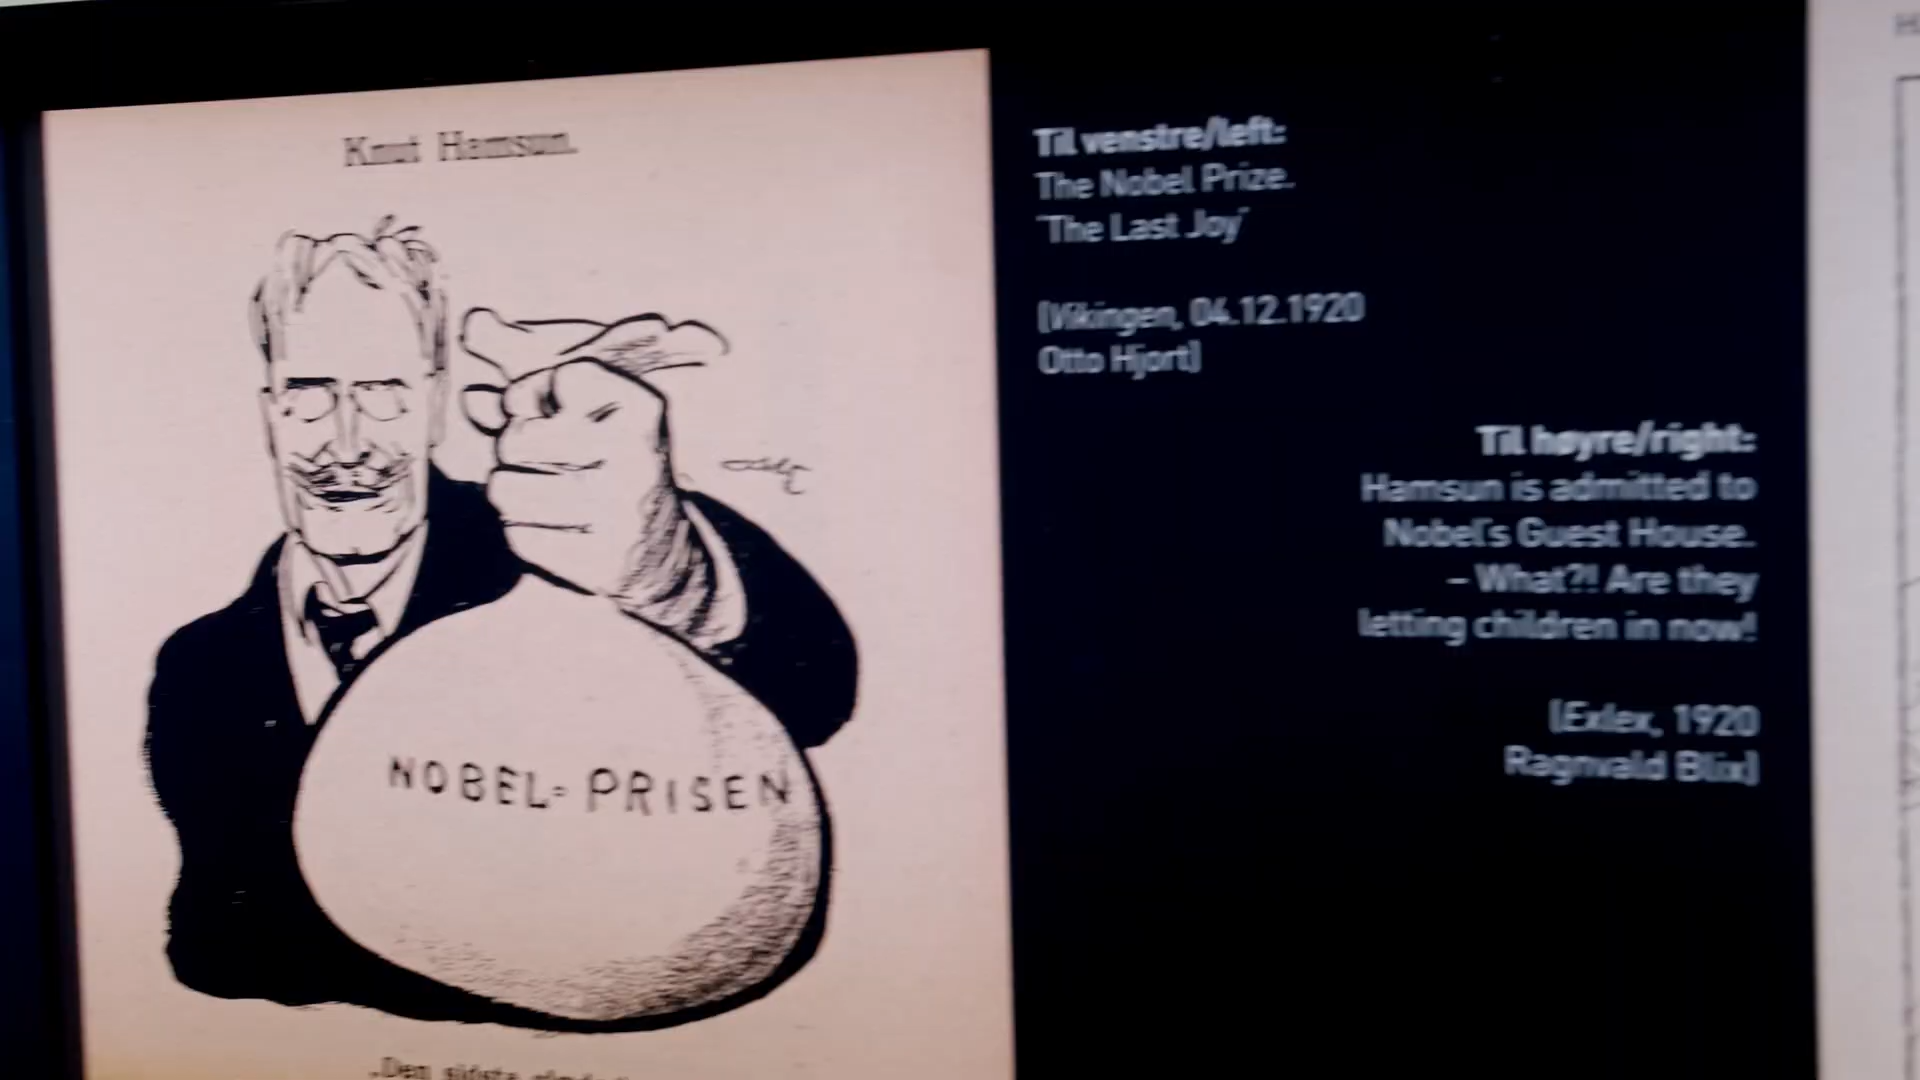 Knut Hamsun.
NOBEL-PRISEN
„Den sidste
Til venstre/left:
The Nobel Prize.
"The Last Joy"
(Vikingen, 04.12.1920
Otto Hjort)
Til høyre/right:
Hamsun is admitted to
Nobel's Guest House.
– What?! Are they
letting children in now!
(Exlex, 1920
Ragnvald Blix)